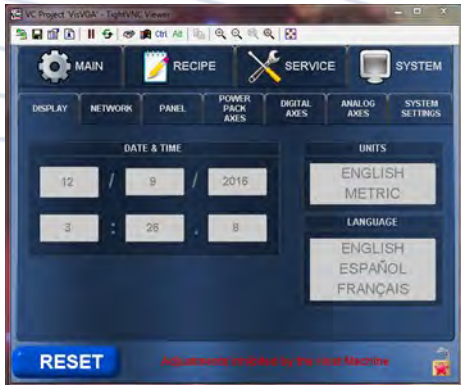 VC Project 'VisVGA' - TightVNC Viewer
Ctrl Alt
MAIN RECIPE SERVICE SYSTEM
DISPLAY NETWORK PANEL POWER PACK AXES DIGITAL AXES ANALOG AXES SYSTEM SETTINGS
DATE & TIME
12 / 9 / 2016
3 : 26 . 8
UNITS
ENGLISH
METRIC
LANGUAGE
ENGLISH
ESPAÑOL
FRANÇAIS
RESET
Adjustments Inhibited by the Host Machine